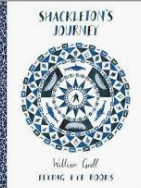 SHACKLETON'S
JOURNEY
William Grill
FLYING EYE BOOKS